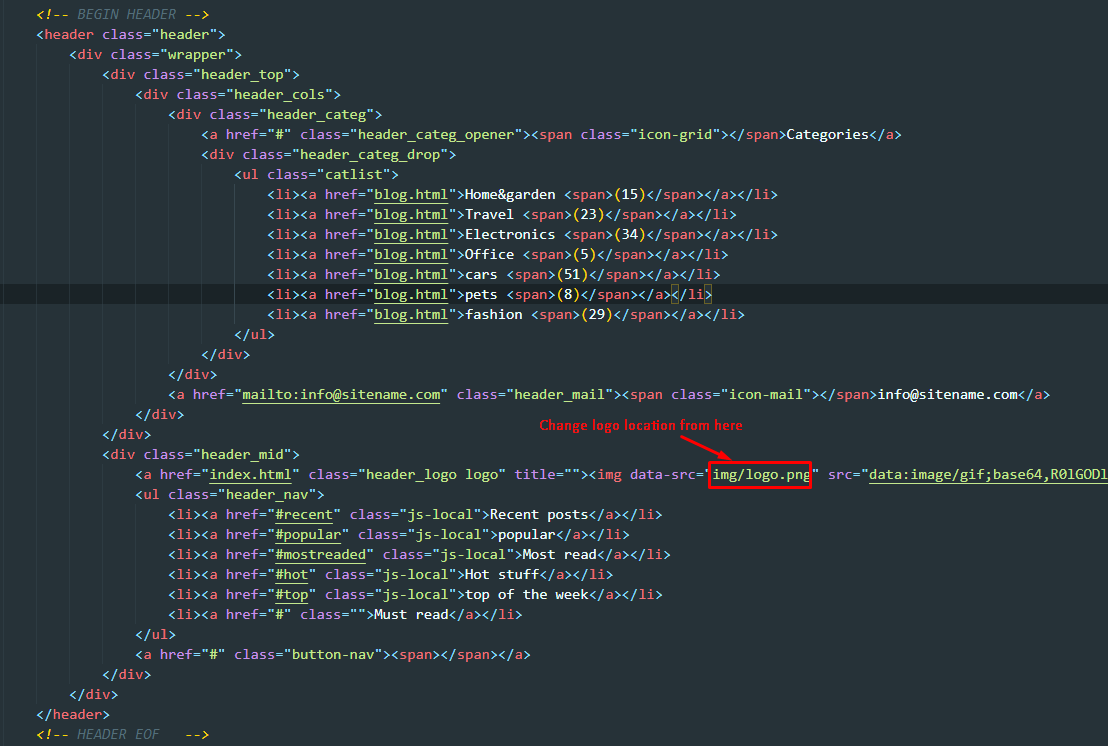 <!-- BEGIN HEADER -->
<header class="header">
<div class="wrapper">
<div class="header_top">
<div class="header_cols">
<div class="header_categ">
<a href="#" class="header_categ_opener"><span class="icon-grid"></span>Categories</a>
<div class="header_categ_drop">
<ul class="catlist">
<li><a href="blog.html">Home&garden <span>(15)</span></a></li>
<li><a href="blog.html">Travel <span>(23)</span></a></li>
<li><a href="blog.html">Electronics <span>(34)</span></a></li>
<li><a href="blog.html">Office <span>(5)</span></a></li>
<li><a href="blog.html">cars <span>(51)</span></a></li>
<li><a href="blog.html">pets <span>(8)</span></a></li>
<li><a href="blog.html">fashion <span>(29)</span></a></li>
</ul>
</div>
</div>
<a href="mailto:info@sitename.com" class="header_mail"><span class="icon-mail"></span>info@sitename.com</a>
</div>
Change logo location from here
</div>
<div class="header_mid">
<a href="index.html" class="header_logo logo" title=""><img data-src="img/logo.png" src="data:image/gif;base64,R0lGODl
<ul class="header_nav">
<li><a href="#recent" class="js-local">Recent posts</a></li>
<li><a href="#popular" class="js-local">popular</a></li>
<li><a href="#mostreaded" class="js-local">Most read</a></li>
<li><a href="#hot" class="js-local">Hot stuff</a></li>
<li><a href="#top" class="js-local">top of the week</a></li>
<li><a href="#" class="">Must read</a></li>
</ul>
<a href="#" class="button-nav"><span></span></a>
</div>
</div>
</header>
<!-- HEADER EOF   -->